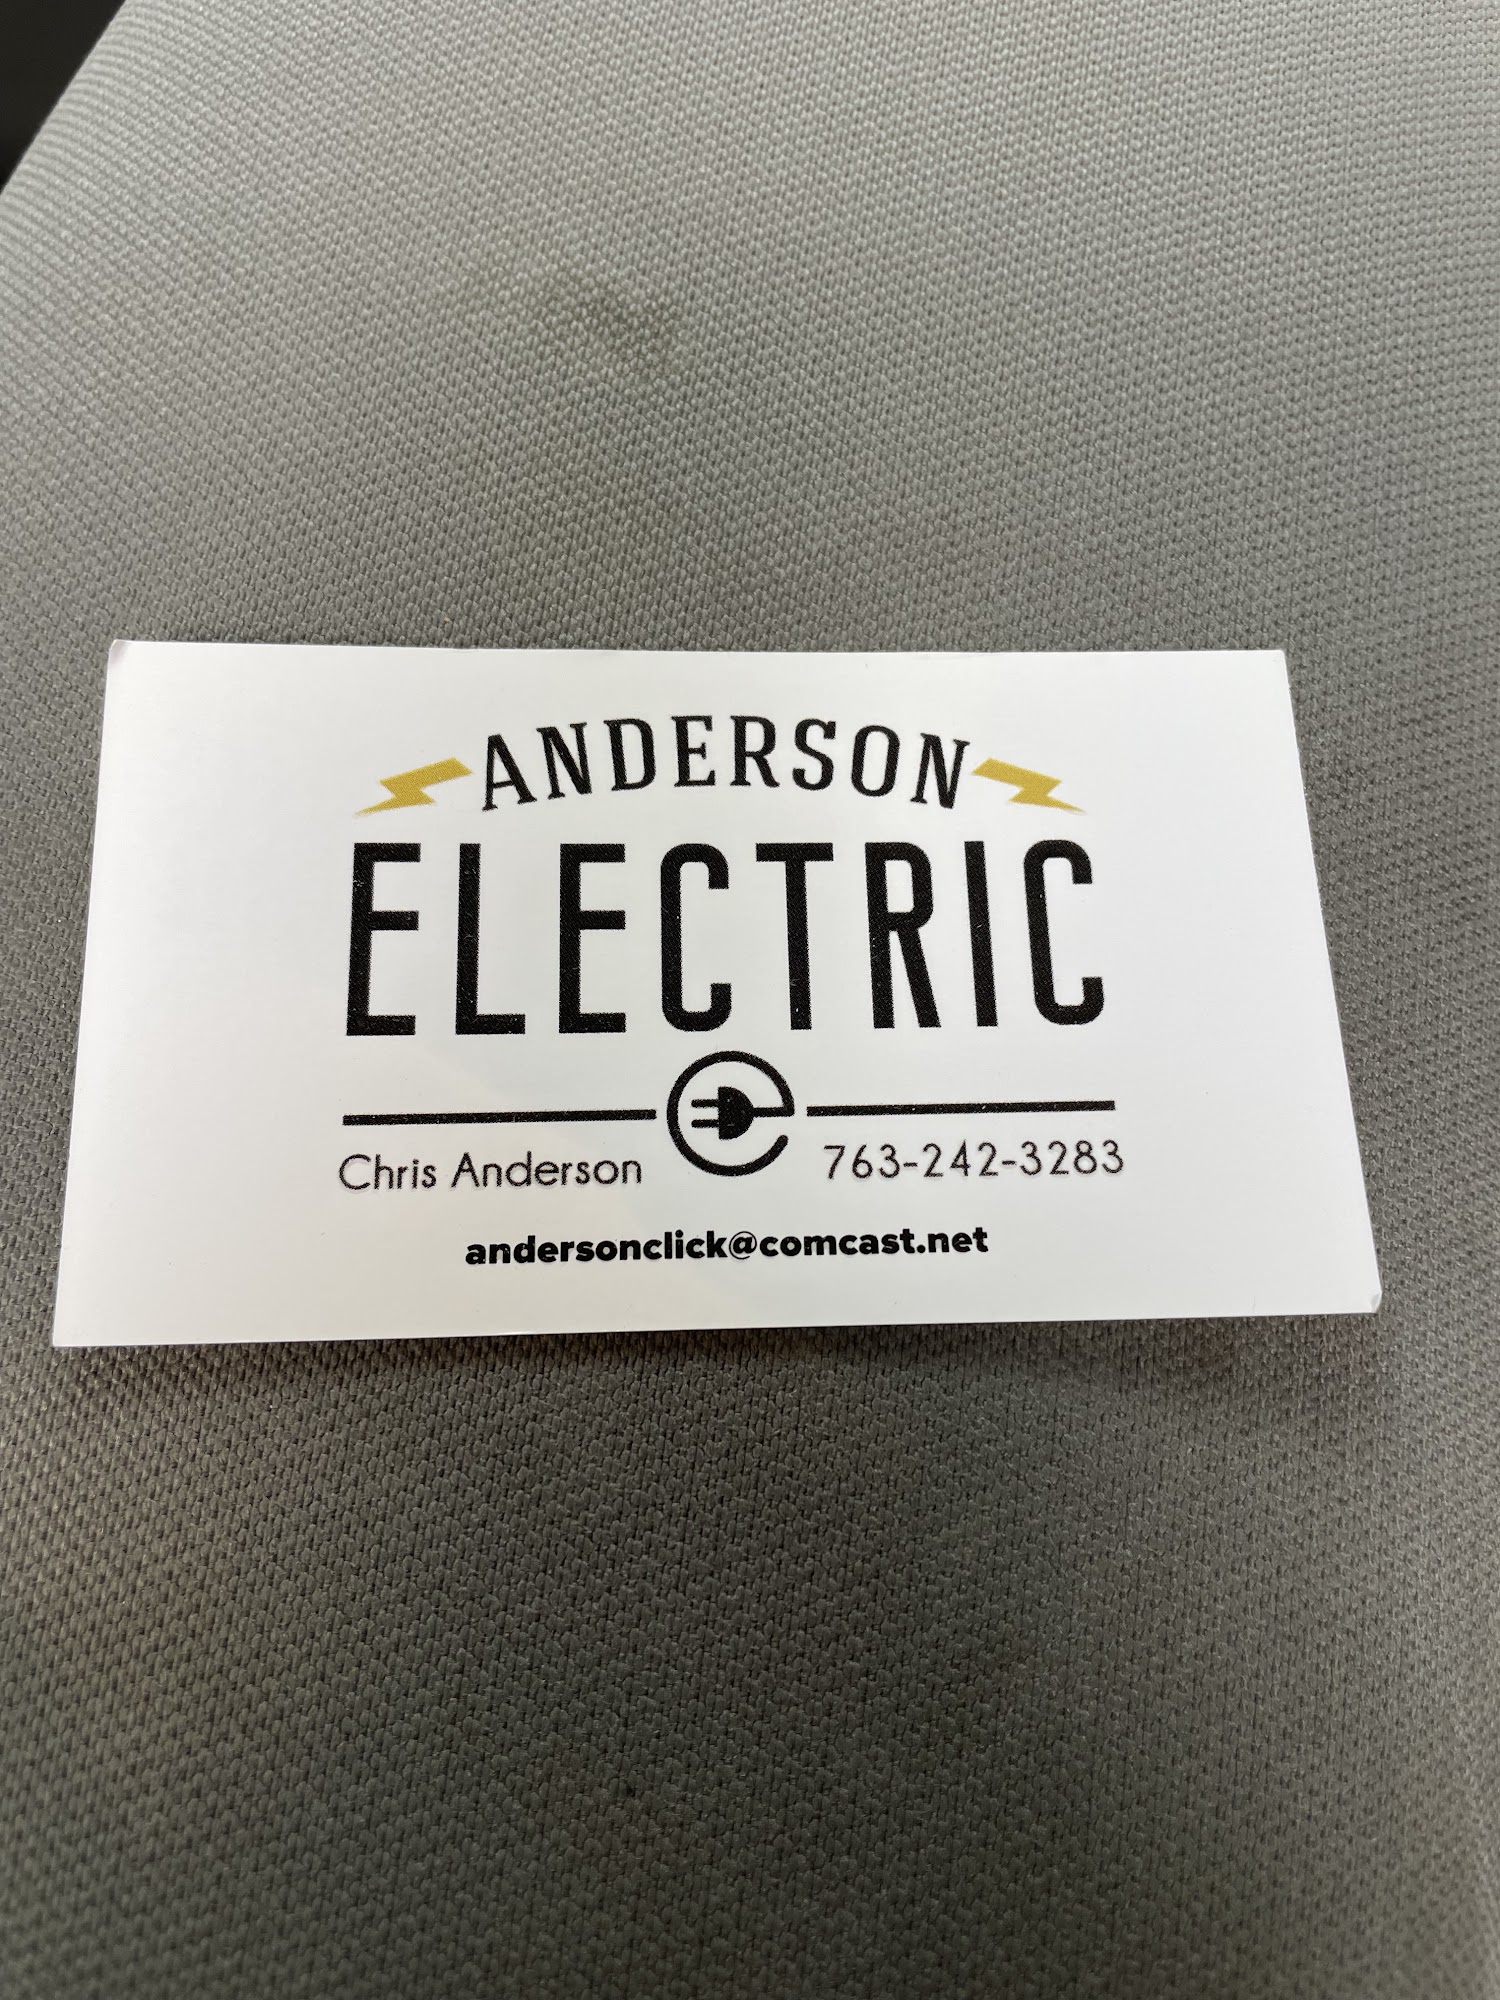 ANDERSON
ELECTRIC
Chris Anderson 763-242-3283
andersonclick@comcast.net